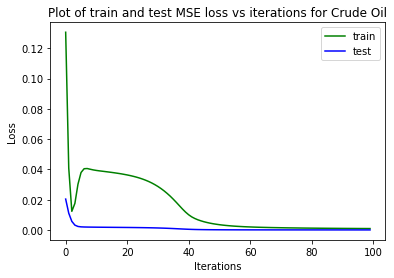 Plot of train and test MSE loss vs iterations for Crude Oil
train
test
0.12
0.10
0.08
0.06
0.04
0.02
0.00
Loss
0 20 40 60 80 100
Iterations